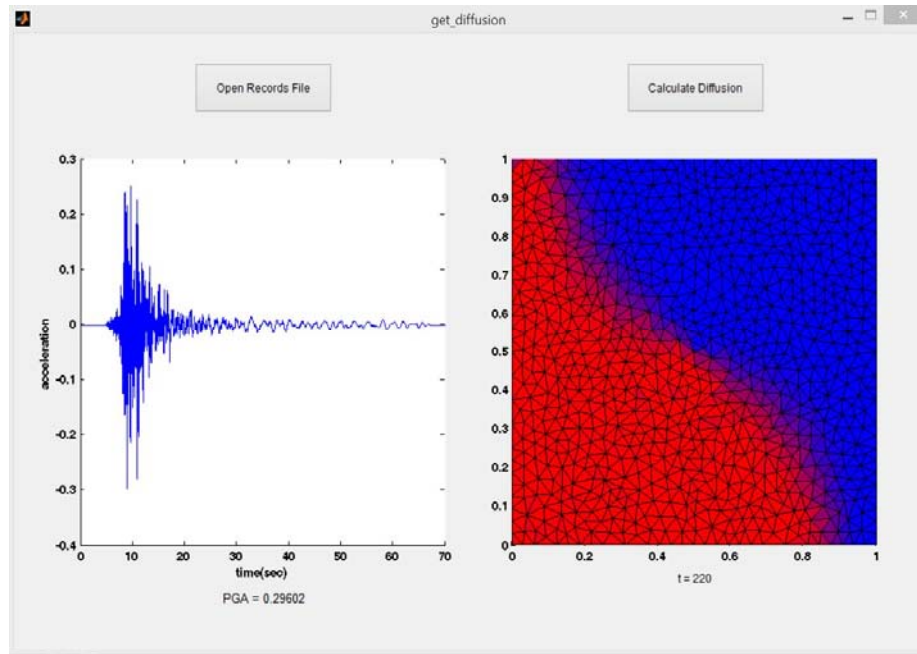 get_diffusion
Open Records File
Calculate Diffusion
0.3
0.2
0.1
0
-0.1
-0.2
-0.3
-0.4
acceleration
0 10 20 30 40 50 60 70
time(sec)
PGA = 0.29602
1
0.9
0.8
0.7
0.6
0.5
0.4
0.3
0.2
0.1
0
0 0.2 0.4 0.6 0.8 1
t = 220